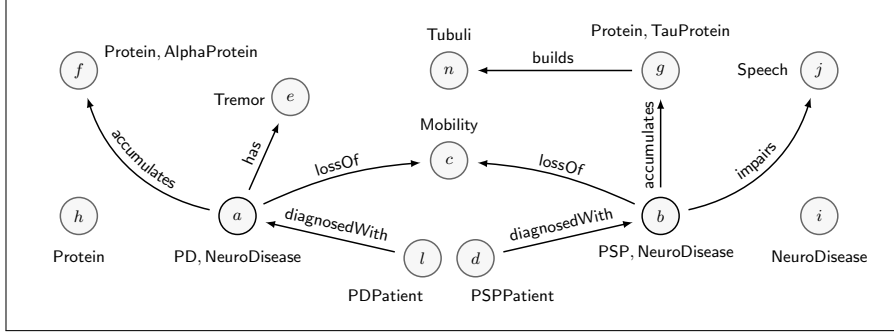 Tubuli
Protein, TauProtein
Protein, AlphaProtein
f
n
builds
g
Speech
j
Tremor
e
Mobility
accumulates
has
lossOf
c
lossOf
accumulates
impairs
h
a
diagnosedWith
diagnosedWith
b
i
Protein
PD, NeuroDisease
l
d
PSP, NeuroDisease
NeuroDisease
PDPatient
PSPPatient